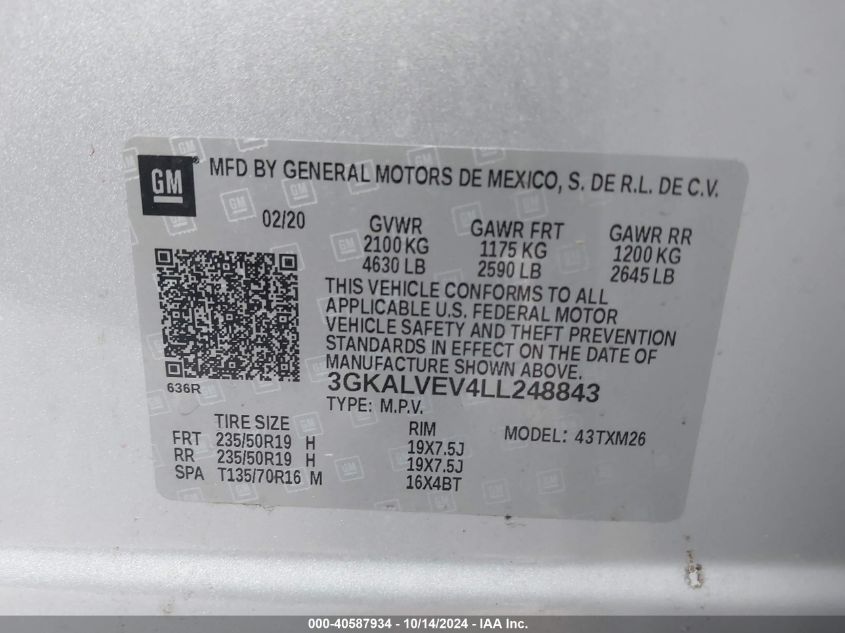 GM
MFD BY GENERAL MOTORS DE MEXICO, S. DE R.L. DE C.V.
02/20 GVWR GAWR FRT GAWR RR
2100 KG 1175 KG 1200 KG
4630 LB 2590 LB 2645 LB
THIS VEHICLE CONFORMS TO ALL
APPLICABLE U.S. FEDERAL MOTOR
VEHICLE SAFETY AND THEFT PREVENTION
STANDARDS IN EFFECT ON THE DATE OF
MANUFACTURE SHOWN ABOVE.
636R
3GKALVEV4LL248843
TYPE: M.P.V.
TIRE SIZE RIM MODEL: 43TXM26
FRT 235/50R19 H 19X7.5J
RR 235/50R19 H 19X7.5J
SPA T135/70R16 M 16X4BT
000-40587934 - 10/14/2024 - IAA Inc.